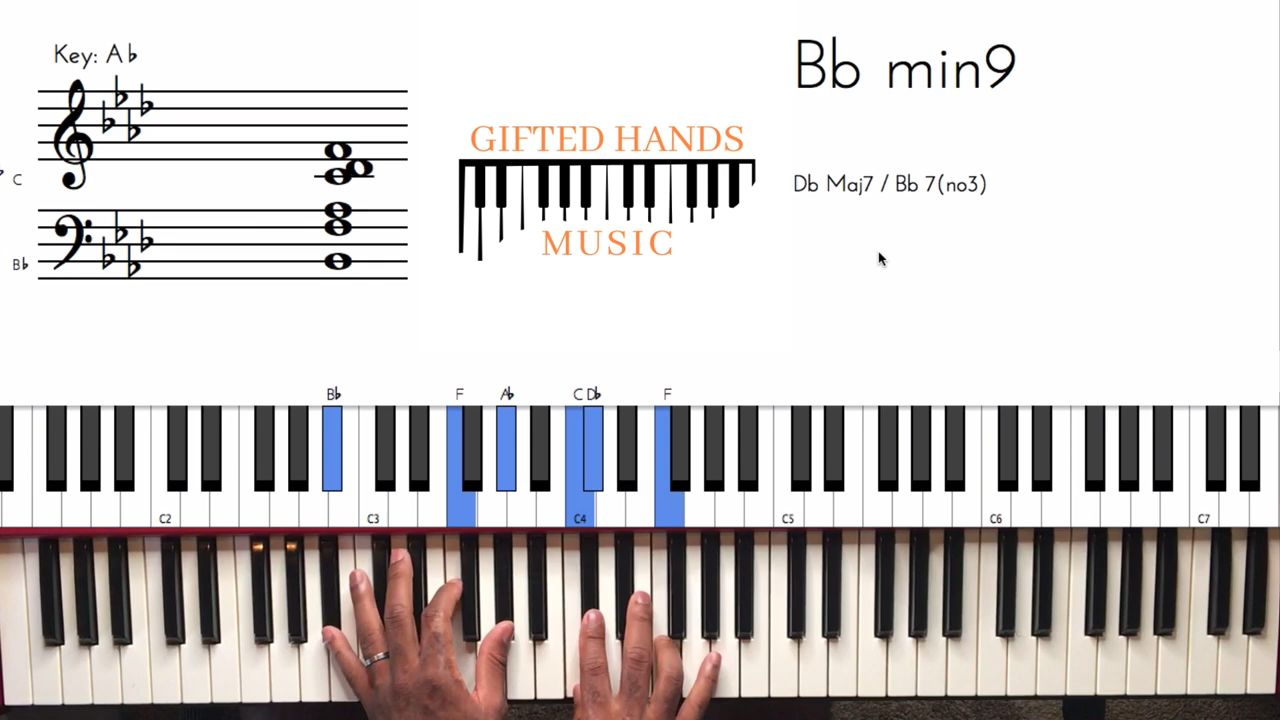 Key: A♭
Bb min9
GIFTED HANDS
MUSIC
C
Db Maj7 / Bb 7(no3)
B♭
B♭ F A♭ C D♭ F
C2 C3 C4 C5 C6 C7